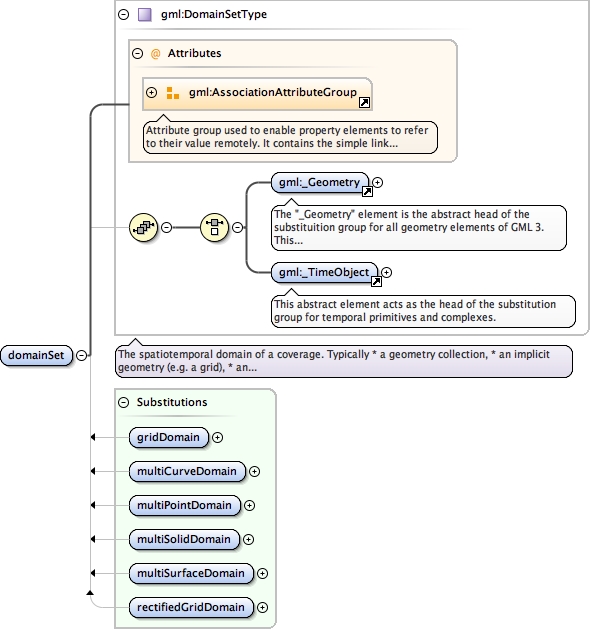 gml:DomainSetType
@ Attributes
gml:AssociationAttributeGroup
Attribute group used to enable property elements to refer
to their value remotely. It contains the simple link...
gml:_Geometry
The "_Geometry" element is the abstract head of the
substituition group for all geometry elements of GML 3.
This...
gml:_TimeObject
This abstract element acts as the head of the substitution
group for temporal primitives and complexes.
domainSet
The spatiotemporal domain of a coverage. Typically * a geometry collection, * an implicit
geometry (e.g. a grid), * an...
Substitutions
gridDomain
multiCurveDomain
multiPointDomain
multiSolidDomain
multiSurfaceDomain
rectifiedGridDomain